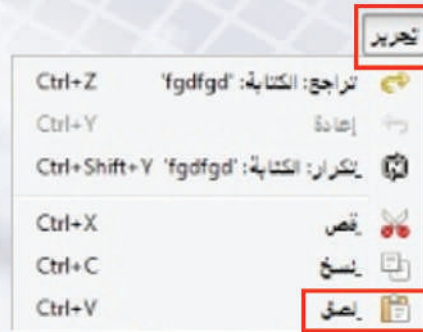 تحرير
تراجع: الكتابة: 'fgdfgd' Ctrl+Z
إعادة Ctrl+Y
تكرار: الكتابة: 'fgdfgd' Ctrl+Shift+Y
قص Ctrl+X
نسخ Ctrl+C
لصق Ctrl+V